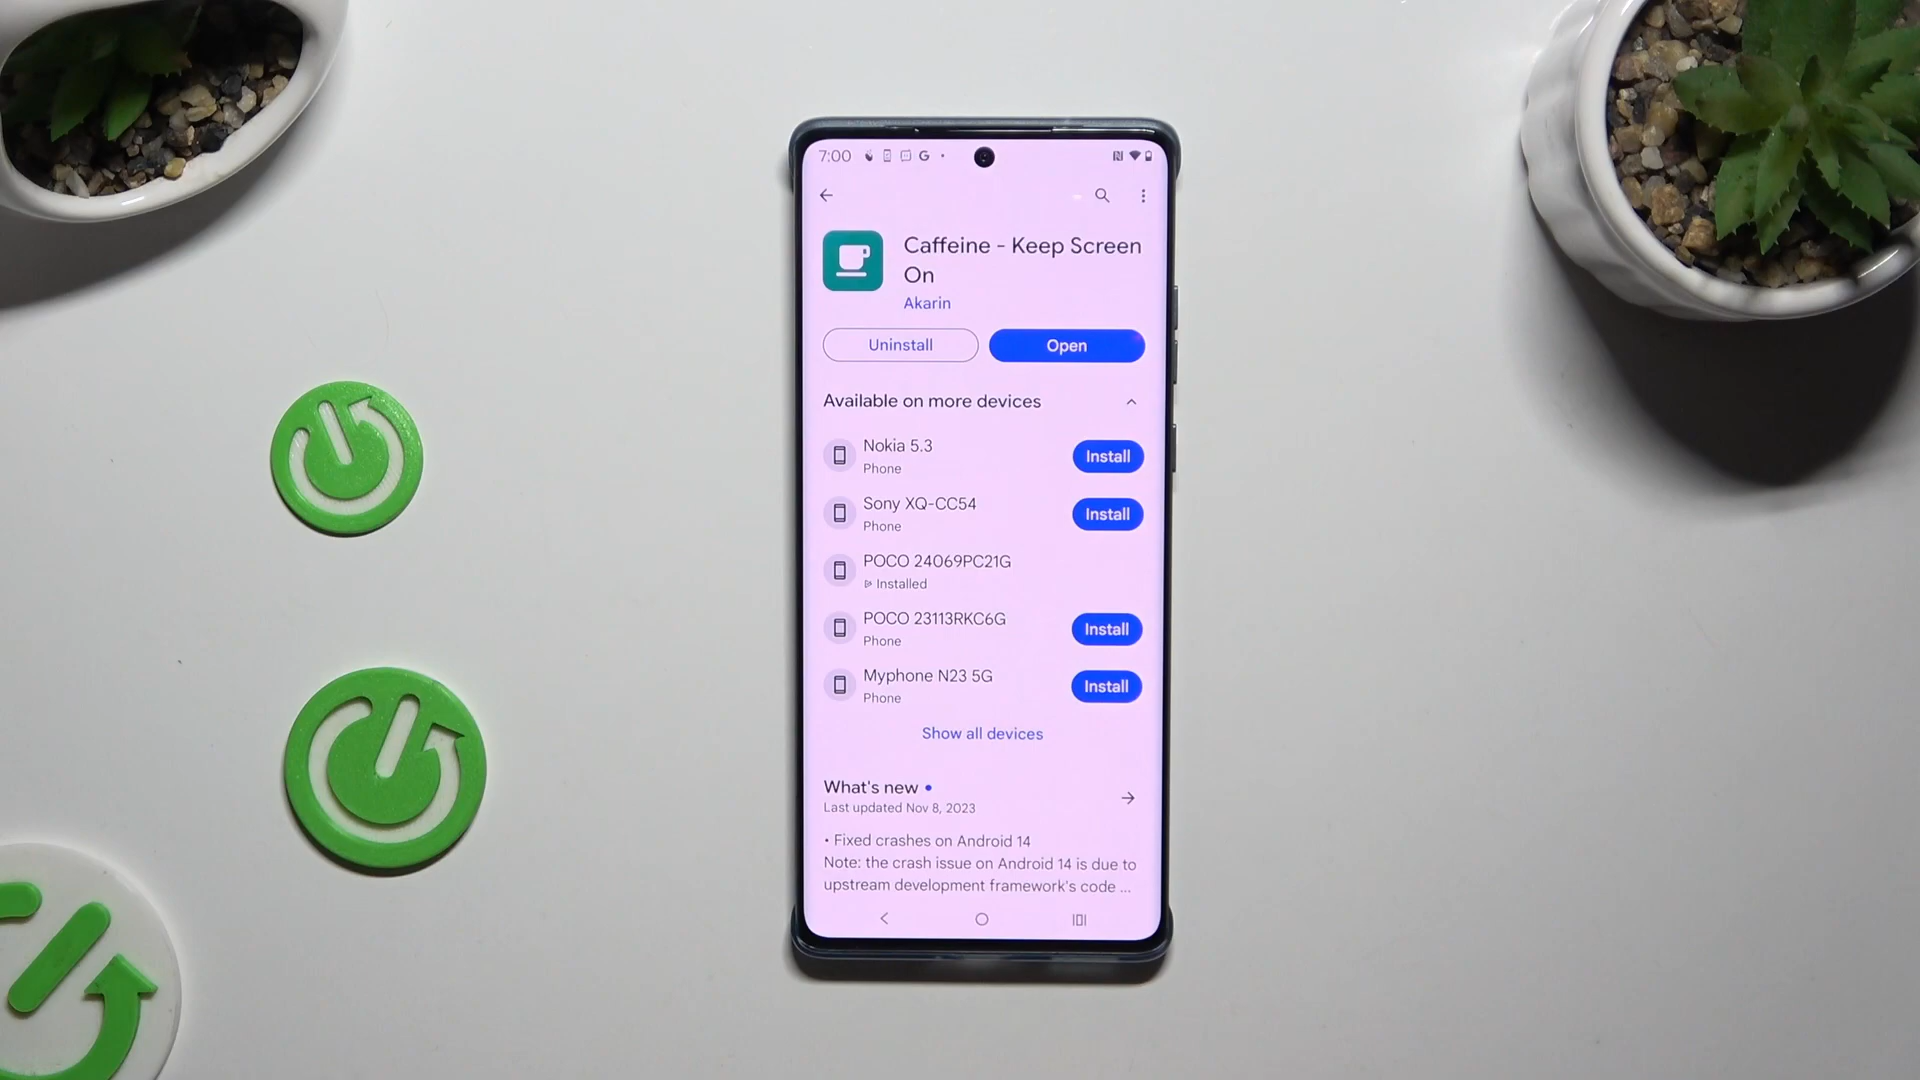 7:00
Caffeine - Keep Screen
On
Akarin
Uninstall
Open
Available on more devices
Nokia 5.3
Phone
Install
Sony XQ-CC54
Phone
Install
POCO 24069PC21G
Installed
POCO 23113RKC6G
Phone
Install
Myphone N23 5G
Phone
Install
Show all devices
What's new •
Last updated Nov 8, 2023
• Fixed crashes on Android 14
Note: the crash issue on Android 14 is due to
upstream development framework's code ...